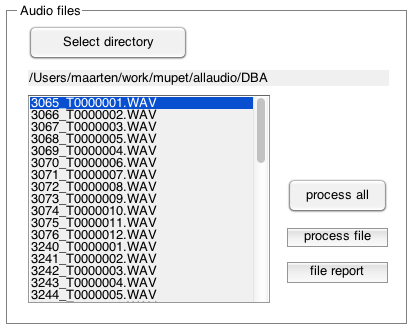 Audio files
Select directory
/Users/maarten/work/mupet/allaudio/DBA
3065_T0000001.WAV
3066_T0000002.WAV
3067_T0000003.WAV
3068_T0000005.WAV
3069_T0000004.WAV
3070_T0000006.WAV
3071_T0000007.WAV
3072_T0000008.WAV
3073_T0000009.WAV
3074_T0000010.WAV
3075_T0000011.WAV
3076_T0000012.WAV
3240_T0000001.WAV
3241_T0000002.WAV
3242_T0000003.WAV
3243_T0000004.WAV
3244_T0000005.WAV
process all
process file
file report